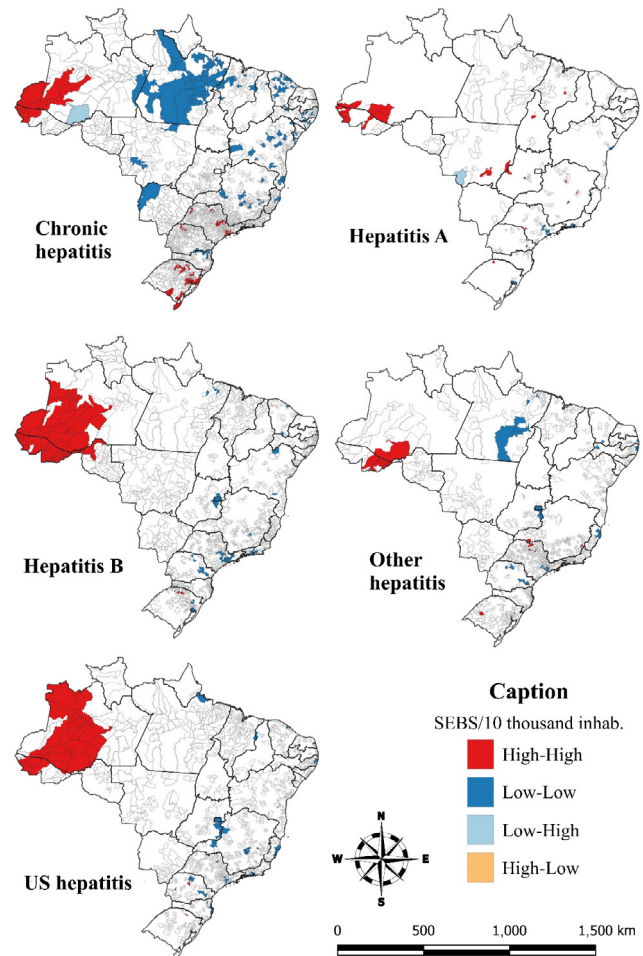 Chronic
hepatitis
Hepatitis A
Hepatitis B
Other
hepatitis
US hepatitis
Caption
SEBS/10 thousand inhab.
High-High
Low-Low
Low-High
High-Low
N
W
E
S
0
500
1,000
1,500 km